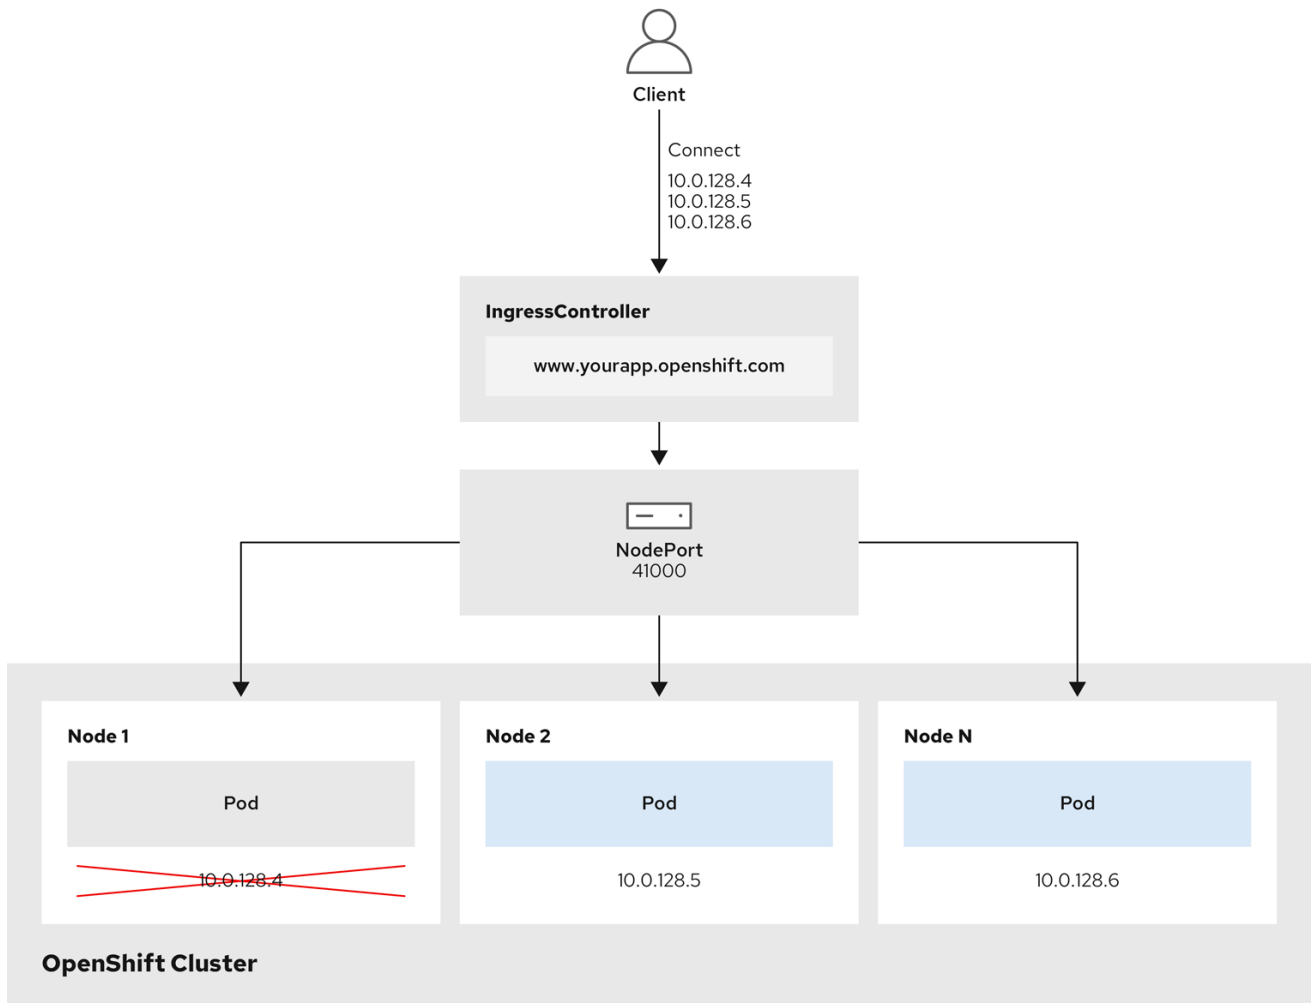 Client
Connect
10.0.128.4
10.0.128.5
10.0.128.6
IngressController
www.yourapp.openshift.com
NodePort
41000
Node 1
Pod
10.0.128.4
Node 2
Pod
10.0.128.5
Node N
Pod
10.0.128.6
OpenShift Cluster